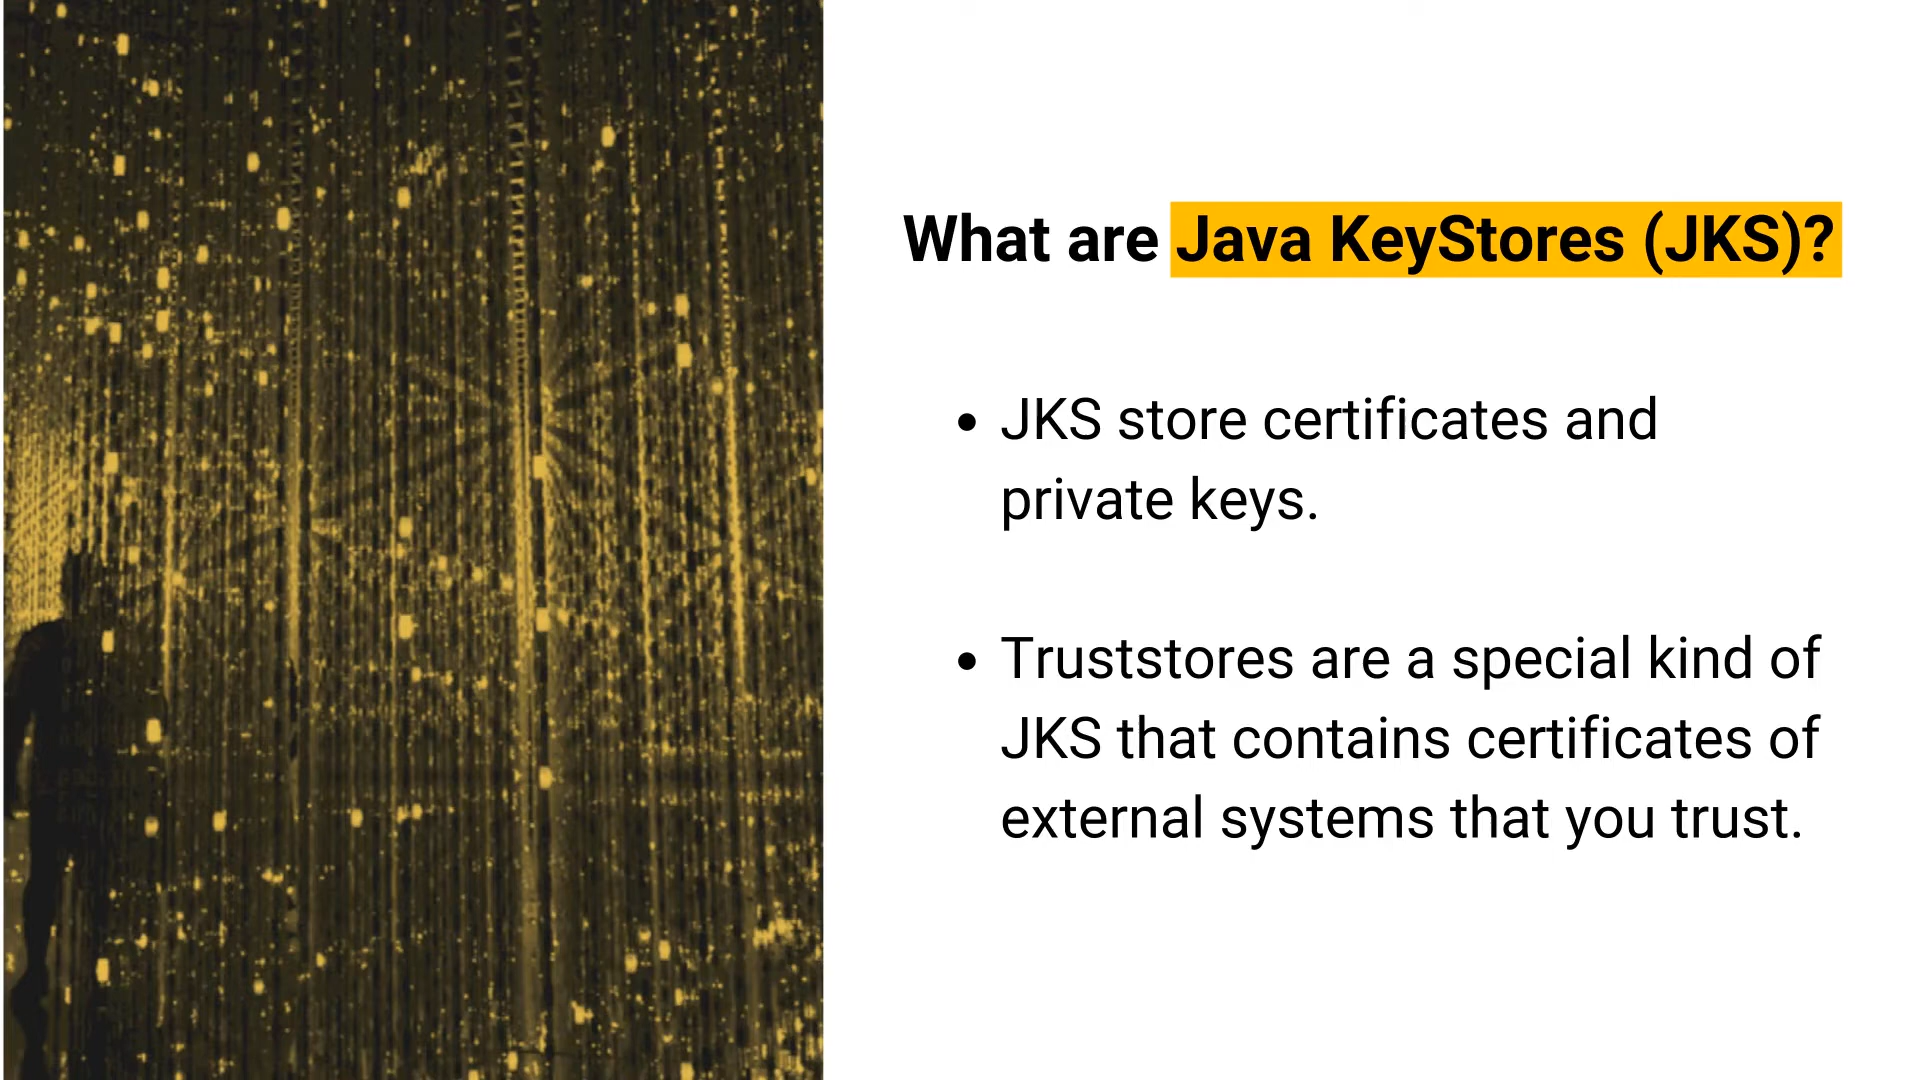 What are Java KeyStores (JKS)?
• JKS store certificates and
private keys.
• Truststores are a special kind of
JKS that contains certificates of
external systems that you trust.